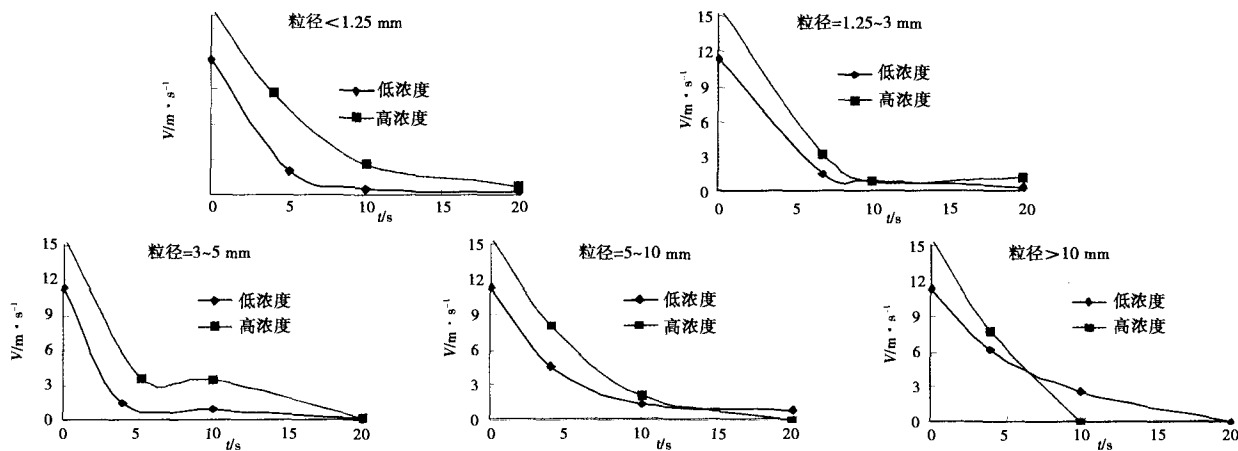 粒径<1.25 mm
V/m·s⁻¹
低浓度
高浓度
0 5 10 15 20
t/s
粒径=1.25~3 mm
V/m·s⁻¹
15
12
9
6
3
0
低浓度
高浓度
0 5 10 15 20
t/s
粒径=3~5 mm
V/m·s⁻¹
15
12
9
6
3
0
低浓度
高浓度
0 5 10 15 20
t/s
粒径=5~10 mm
V/m·s⁻¹
15
12
9
6
3
0
低浓度
高浓度
0 5 10 15 20
t/s
粒径>10 mm
V/m·s⁻¹
15
12
9
6
3
0
低浓度
高浓度
0 5 10 15 20
t/s